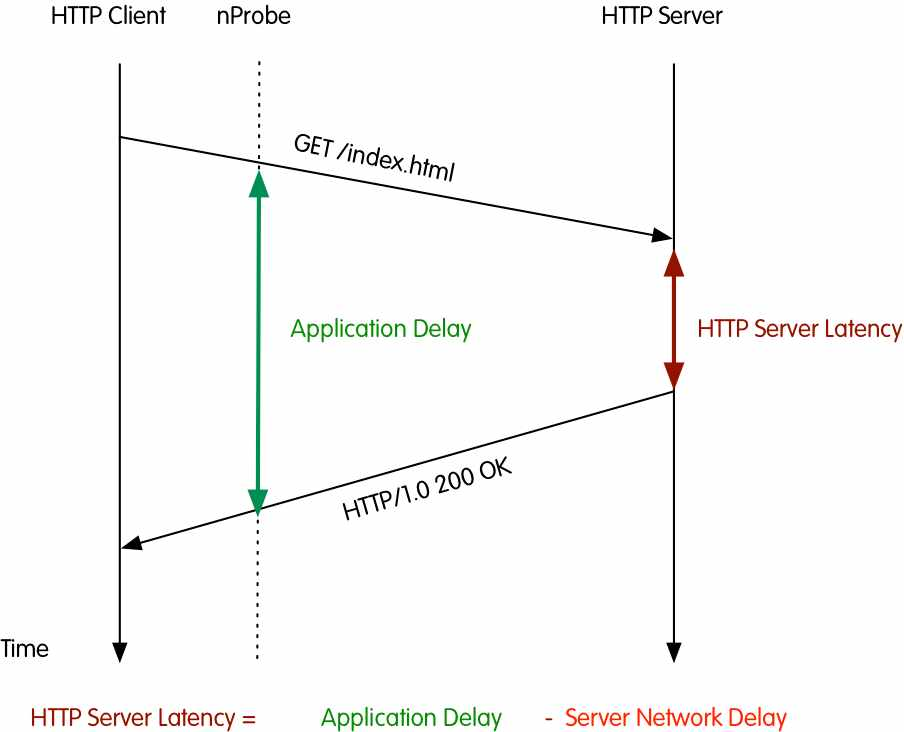 HTTP Client
nProbe
HTTP Server
GET /index.html
Application Delay
HTTP Server Latency
HTTP/1.0 200 OK
Time
HTTP Server Latency = Application Delay - Server Network Delay